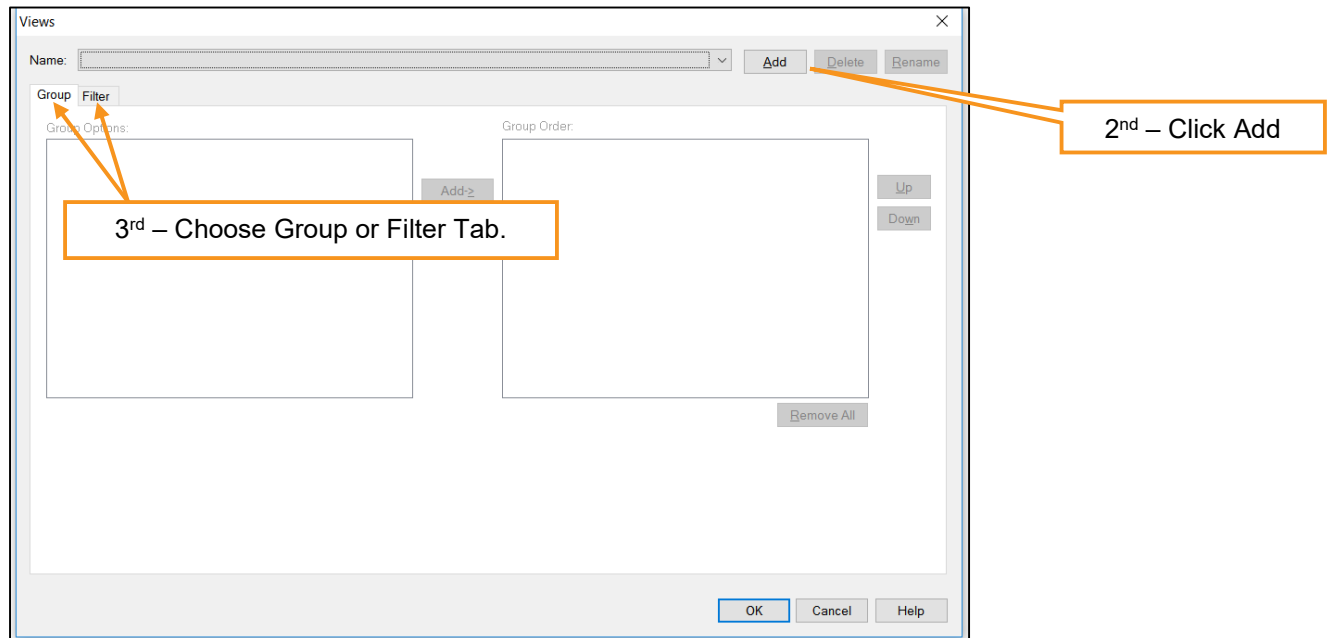 Views
Name:
Add
Delete
Rename
2nd – Click Add
Group
Filter
Group Options:
Group Order:
Add->
Up
Down
3rd – Choose Group or Filter Tab.
Remove All
OK
Cancel
Help